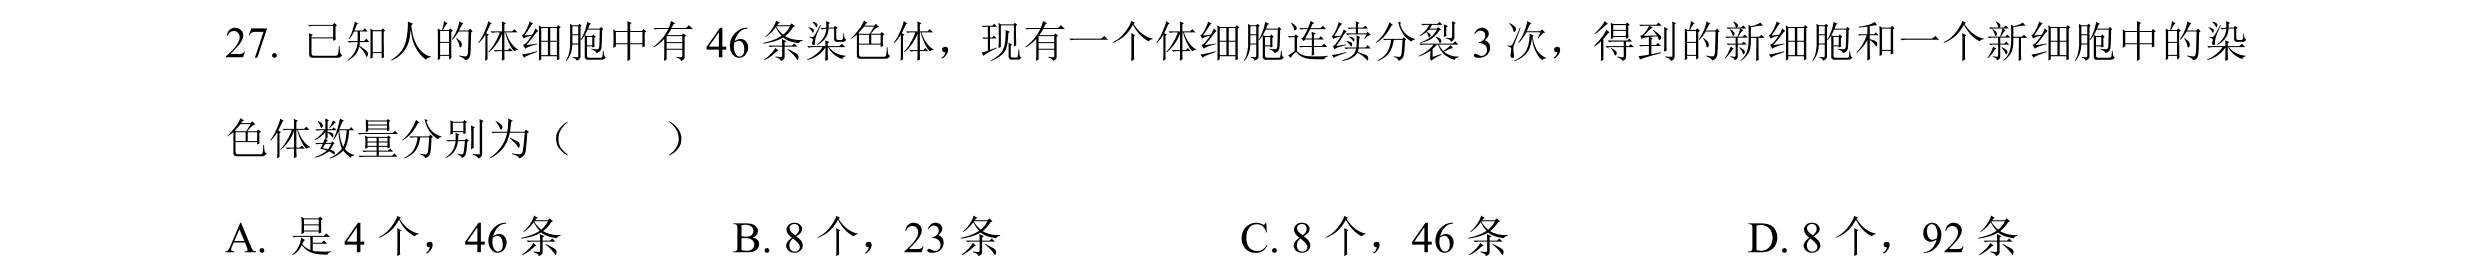 27. 已知人的体细胞中有 46 条染色体，现有一个体细胞连续分裂 3 次，得到的新细胞和一个新细胞中的染
色体数量分别为（　　）
A. 是 4 个，46 条　　B. 8 个，23 条　　C. 8 个，46 条　　D. 8 个，92 条